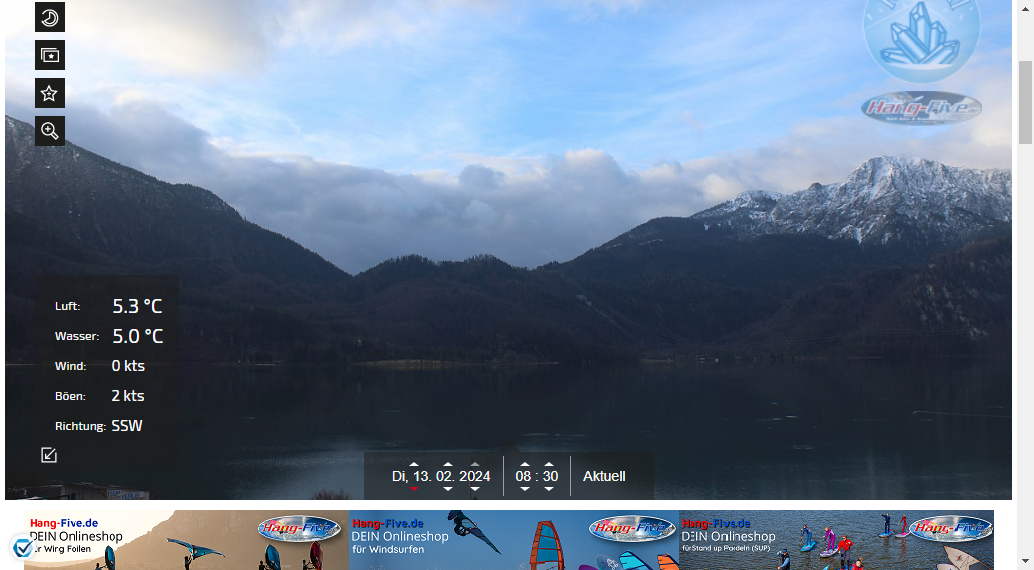 Hang-Five.de
Luft: 5.3 °C
Wasser: 5.0 °C
Wind: 0 kts
Böen: 2 kts
Richtung: SSW
Di, 13. 02. 2024 08 : 30 Aktuell
Hang-Five.de
DEIN Onlineshop
für Wing Foilen
Hang-Five
Hang-Five.de
DEIN Onlineshop
für Windsurfen
Hang-Five
Hang-Five.de
DEIN Onlineshop
für Stand up Paddeln (SUP)
Hang-Five